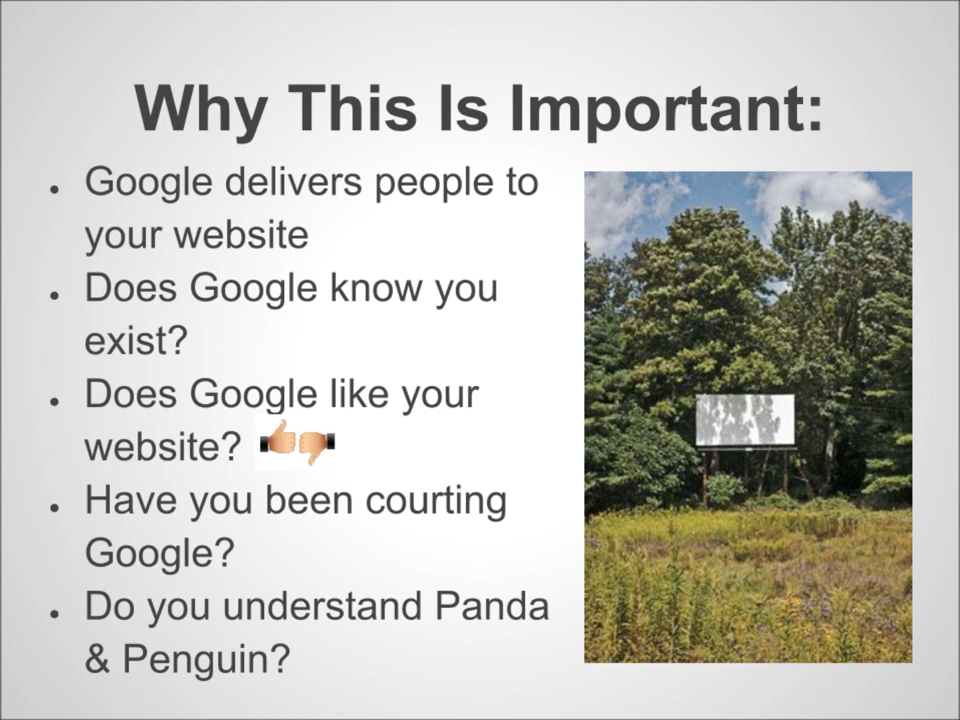 Why This Is Important:
● Google delivers people to
your website
● Does Google know you
exist?
● Does Google like your
website?
● Have you been courting
Google?
● Do you understand Panda
& Penguin?